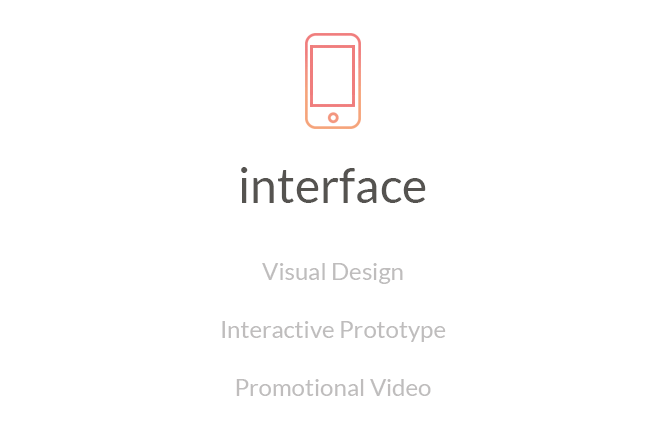 interface
Visual Design
Interactive Prototype
Promotional Video